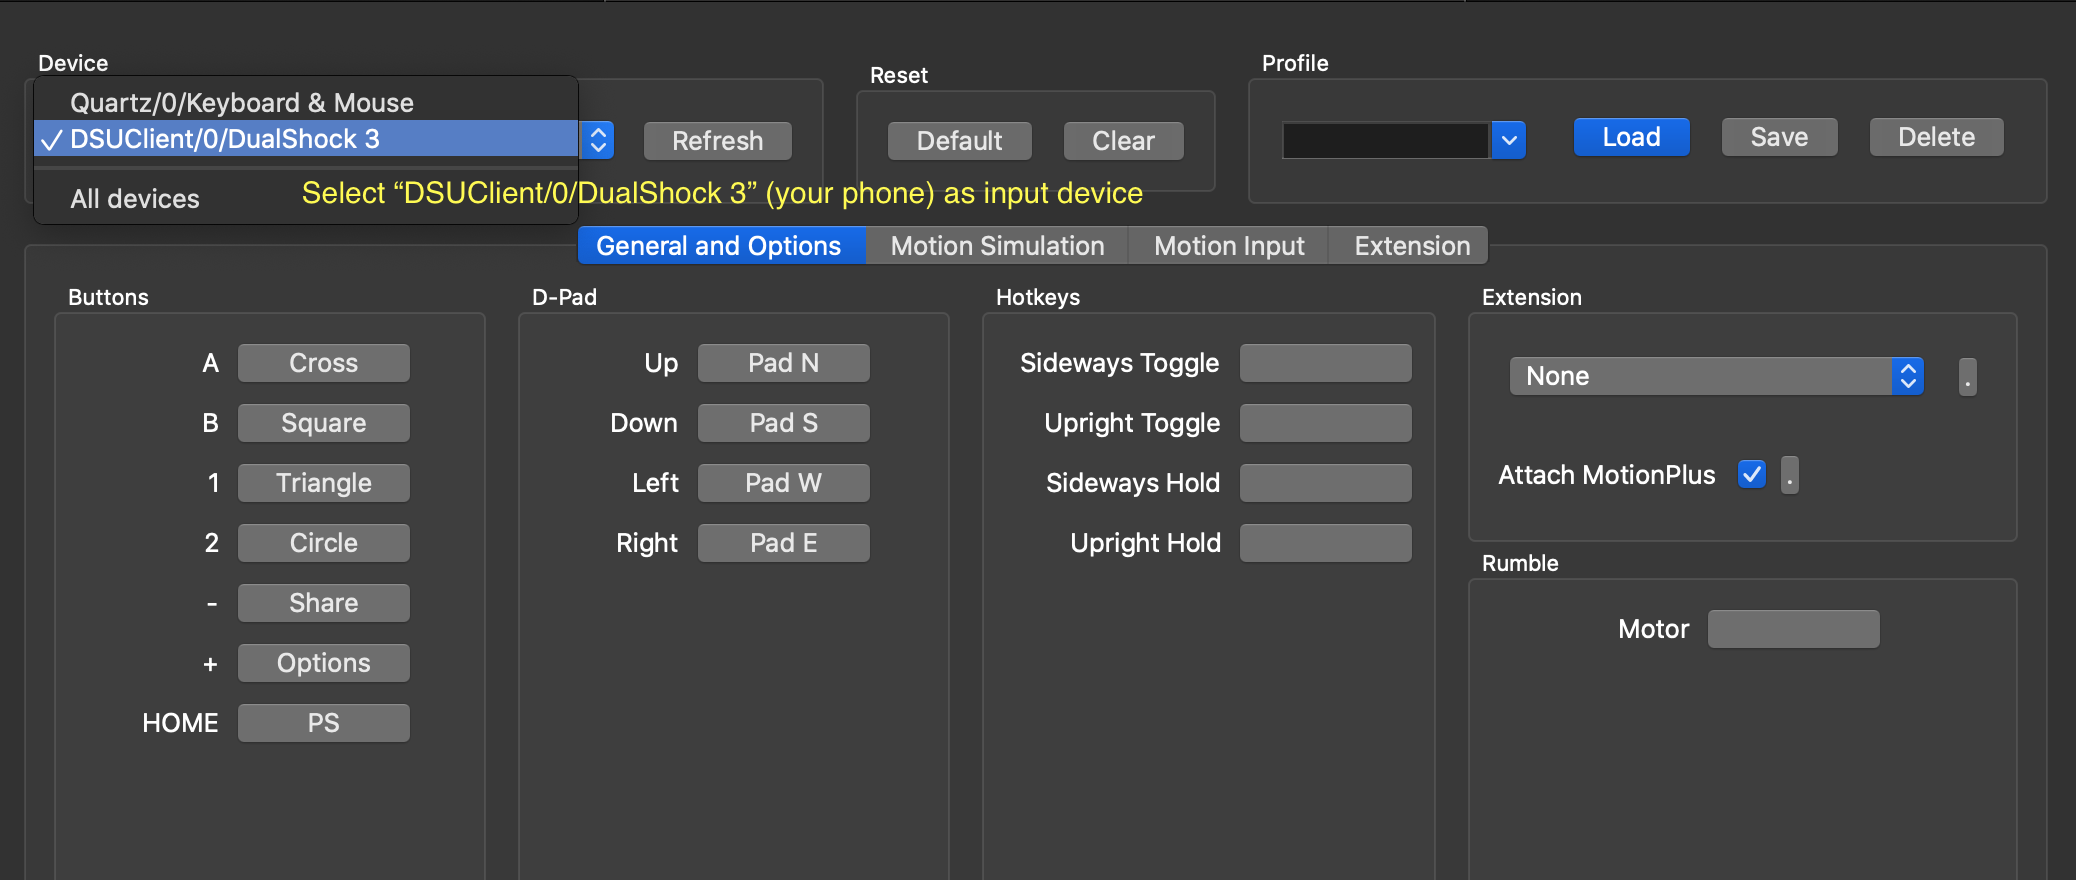 Device
Reset
Profile
Quartz/0/Keyboard & Mouse
✓ DSUClient/0/DualShock 3
All devices
Refresh
Default
Clear
Load
Save
Delete
Select “DSUClient/0/DualShock 3” (your phone) as input device
General and Options
Motion Simulation
Motion Input
Extension
Buttons
A Cross
B Square
1 Triangle
2 Circle
- Share
+ Options
HOME PS
D-Pad
Up Pad N
Down Pad S
Left Pad W
Right Pad E
Hotkeys
Sideways Toggle
Upright Toggle
Sideways Hold
Upright Hold
Extension
None .
Attach MotionPlus .
Rumble
Motor